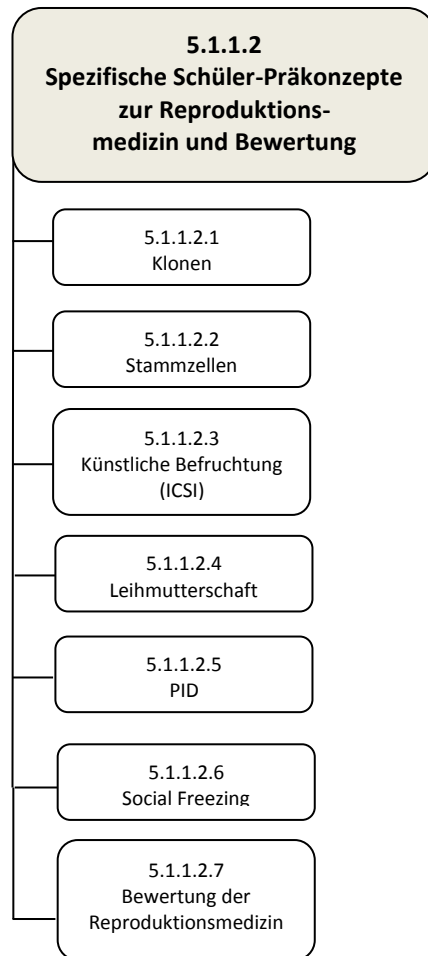 5.1.1.2
Spezifische Schüler-Präkonzepte
zur Reproduktions-
medizin und Bewertung
5.1.1.2.1
Klonen
5.1.1.2.2
Stammzellen
5.1.1.2.3
Künstliche Befruchtung
(ICSI)
5.1.1.2.4
Leihmutterschaft
5.1.1.2.5
PID
5.1.1.2.6
Social Freezing
5.1.1.2.7
Bewertung der
Reproduktionsmedizin